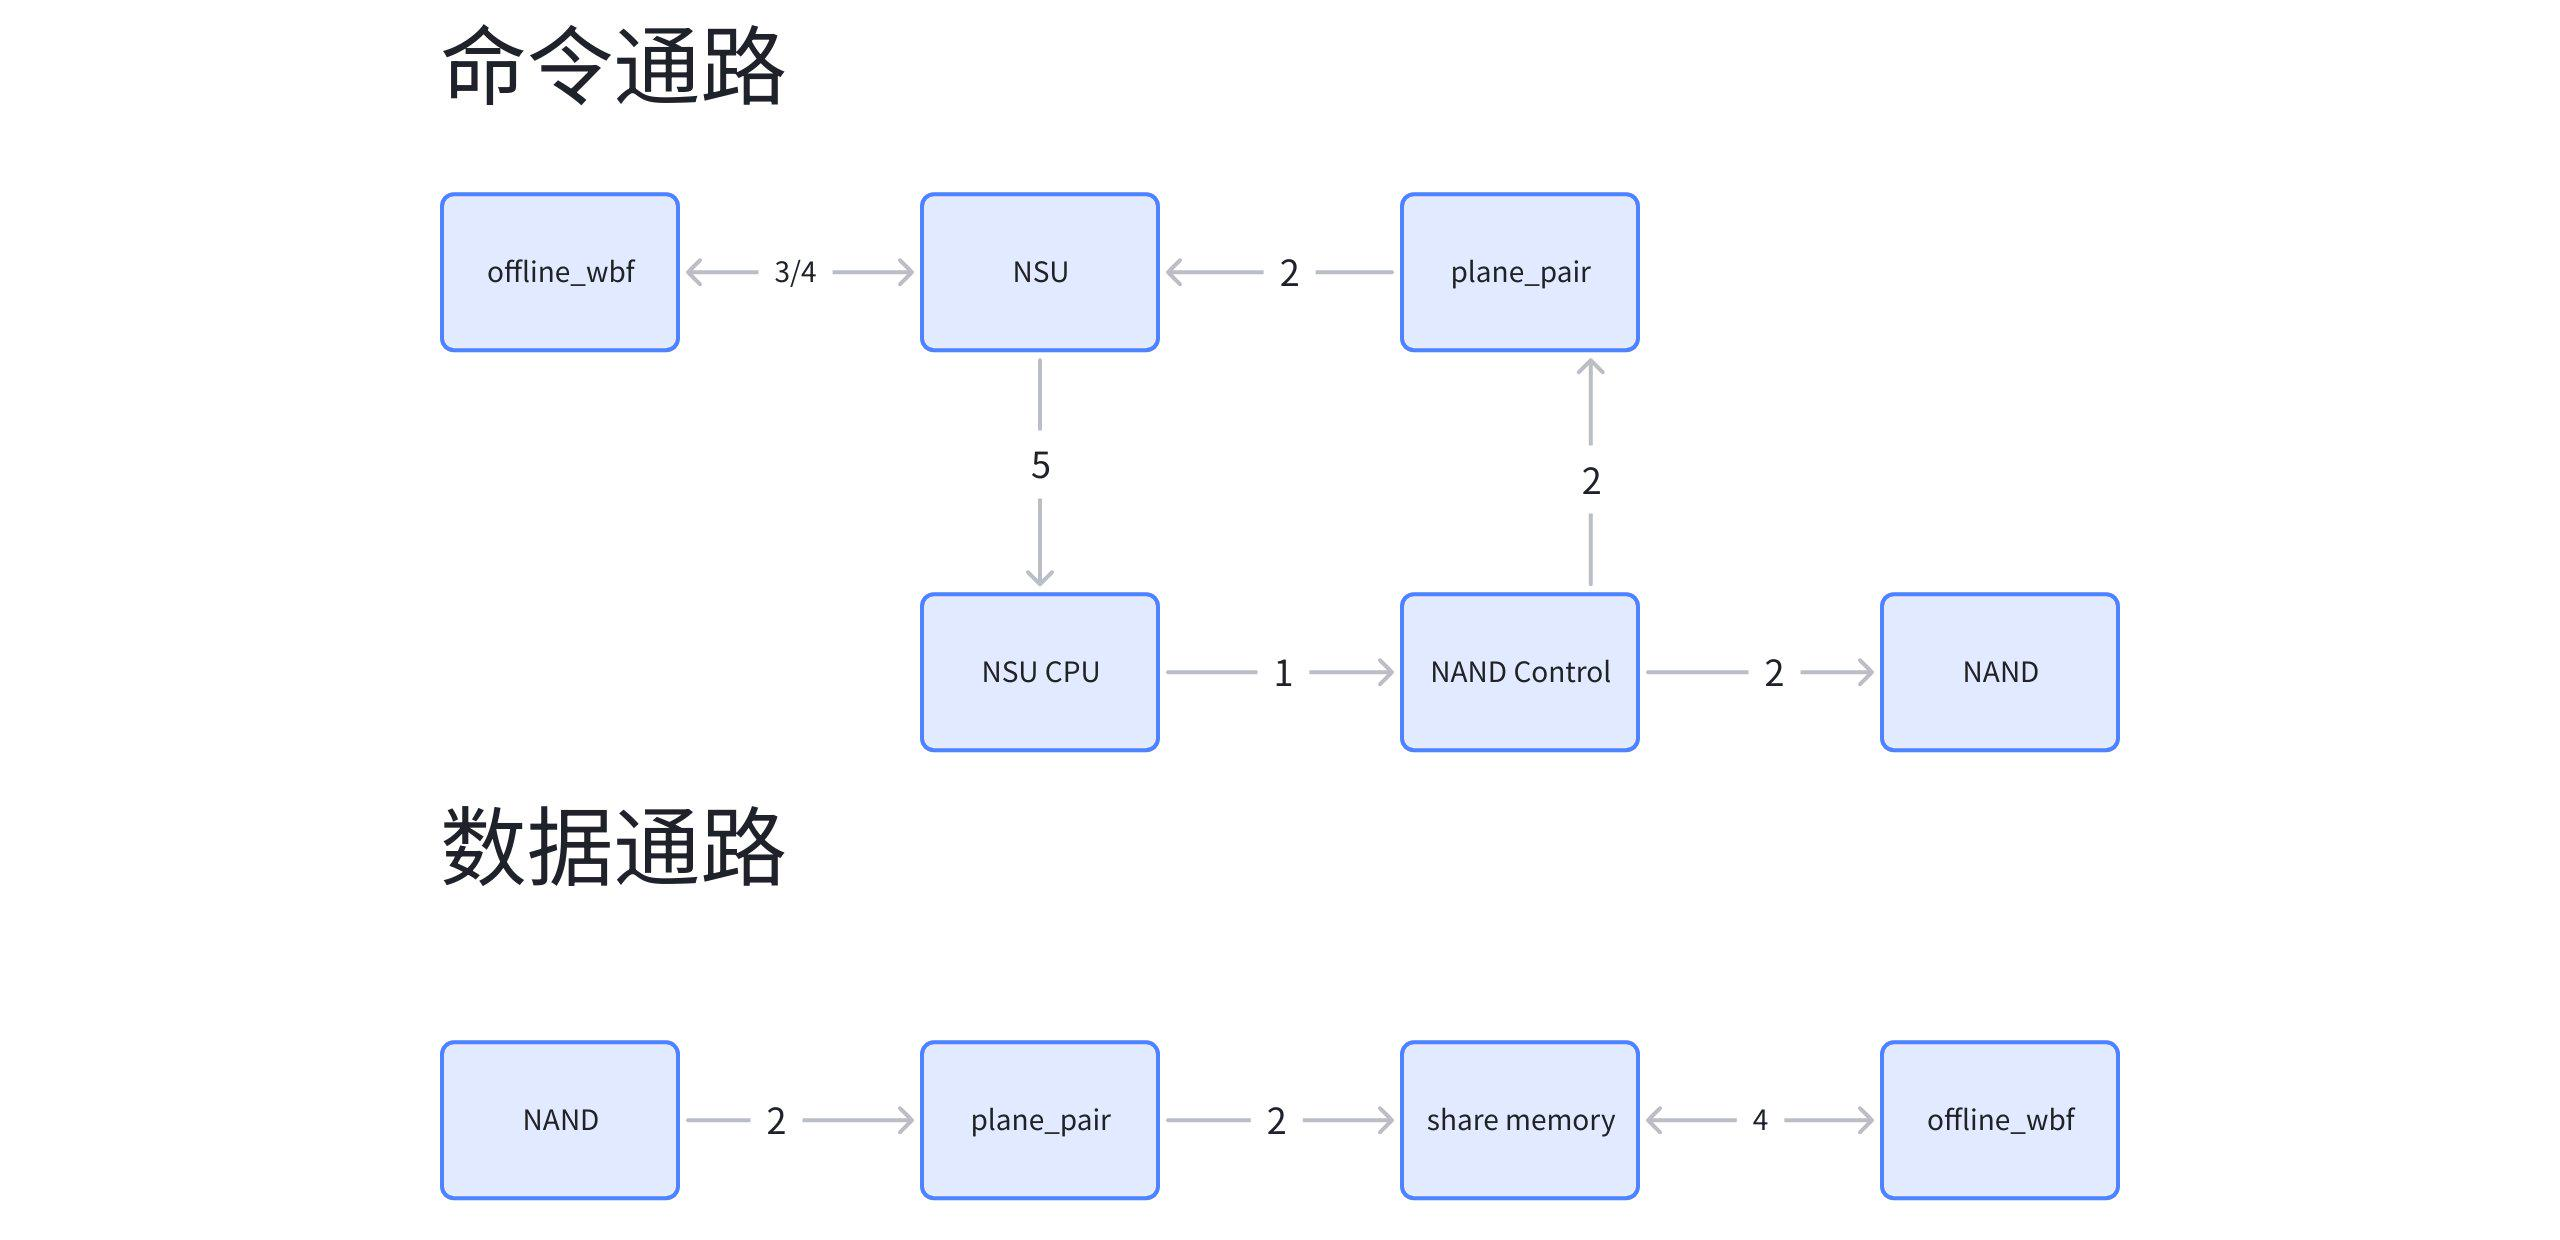 命令通路
offline_wbf
3/4
NSU
2
plane_pair
5
2
NSU CPU
1
NAND Control
2
NAND
数据通路
NAND
2
plane_pair
2
share memory
4
offline_wbf